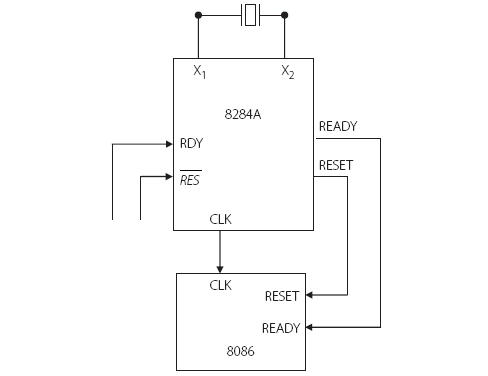 X1 X2
8284A
READY
RDY
RESET
RES
CLK
CLK
RESET
READY
8086